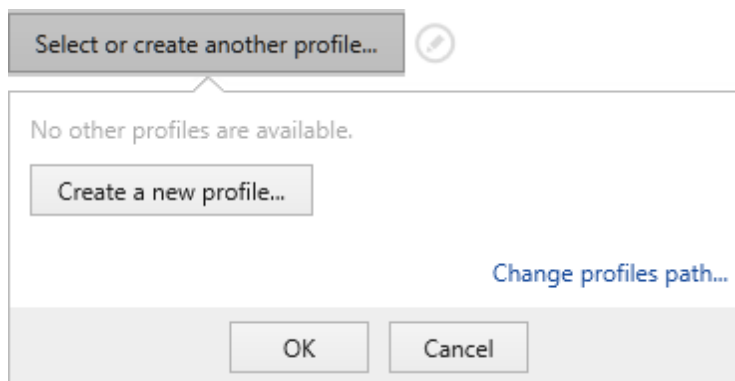 Select or create another profile...
No other profiles are available.
Create a new profile...
Change profiles path...
OK
Cancel